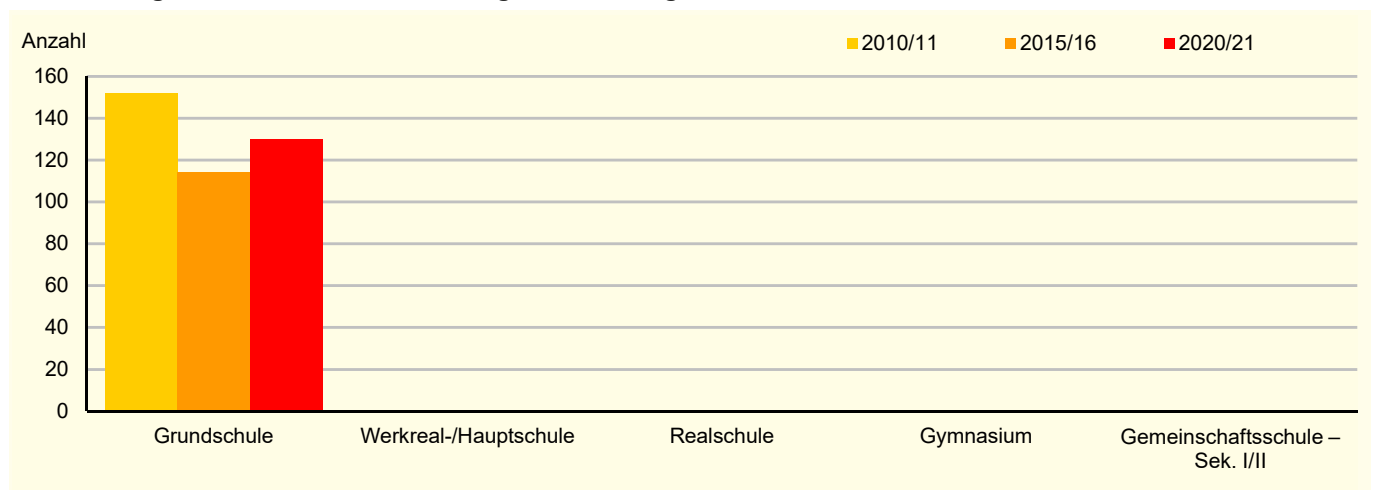 Anzahl
2010/11 2015/16 2020/21
160
140
120
100
80
60
40
20
0
Grundschule Werkreal-/Hauptschule Realschule Gymnasium Gemeinschaftsschule –
Sek. I/II